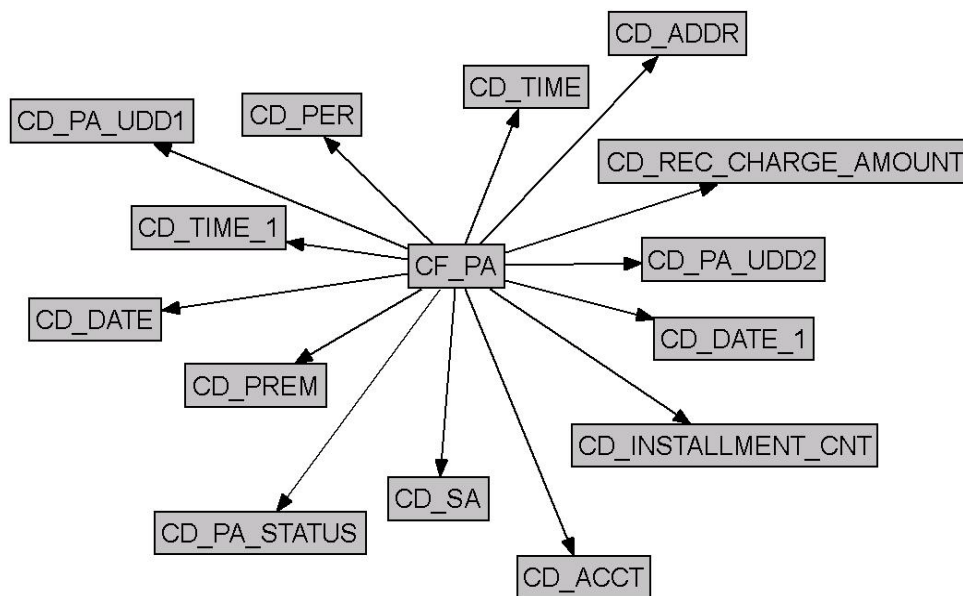 CD_ADDR
CD_TIME
CD_PA_UDD1
CD_PER
CD_REC_CHARGE_AMOUNT
CD_TIME_1
CF_PA
CD_PA_UDD2
CD_DATE
CD_DATE_1
CD_PREM
CD_INSTALLMENT_CNT
CD_SA
CD_PA_STATUS
CD_ACCT